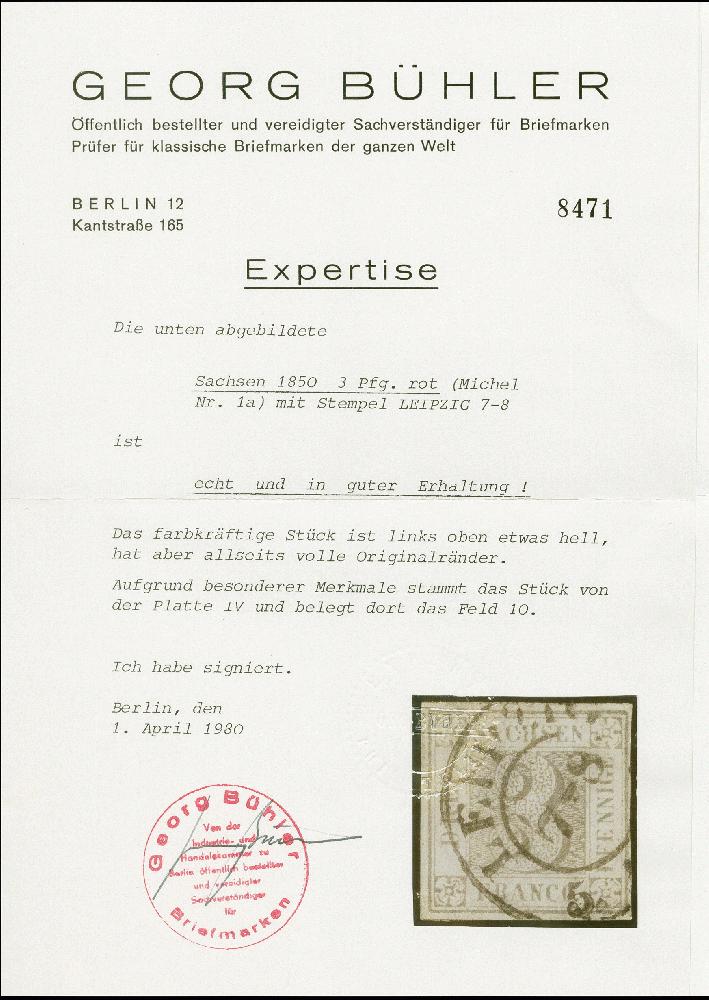 GEORG BÜHLER
Öffentlich bestellter und vereidigter Sachverständiger für Briefmarken
Prüfer für klassische Briefmarken der ganzen Welt
BERLIN 12
8471
Kantstraße 165
Expertise
Die unten abgebildete
Sachsen 1850 3 Pfg. rot (Michel
Nr. 1a) mit Stempel LEIPZIG 7-8
ist
echt und in guter Erhaltung !
Das farbkräftige Stück ist links oben etwas hell,
hat aber allseits volle Originalränder.
Aufgrund besonderer Merkmale stammt das Stück von
der Platte IV und belegt dort das Feld 10.
Ich habe signiert.
Berlin, den
1. April 1980
Georg Bühler
Von der
Industrie- und
Handelskammer zu
Berlin öffentlich bestellter
und vereidigter
Sachverständiger
für
Briefmarken
SACHSEN
PFENNIGE
FRANCO
LEI